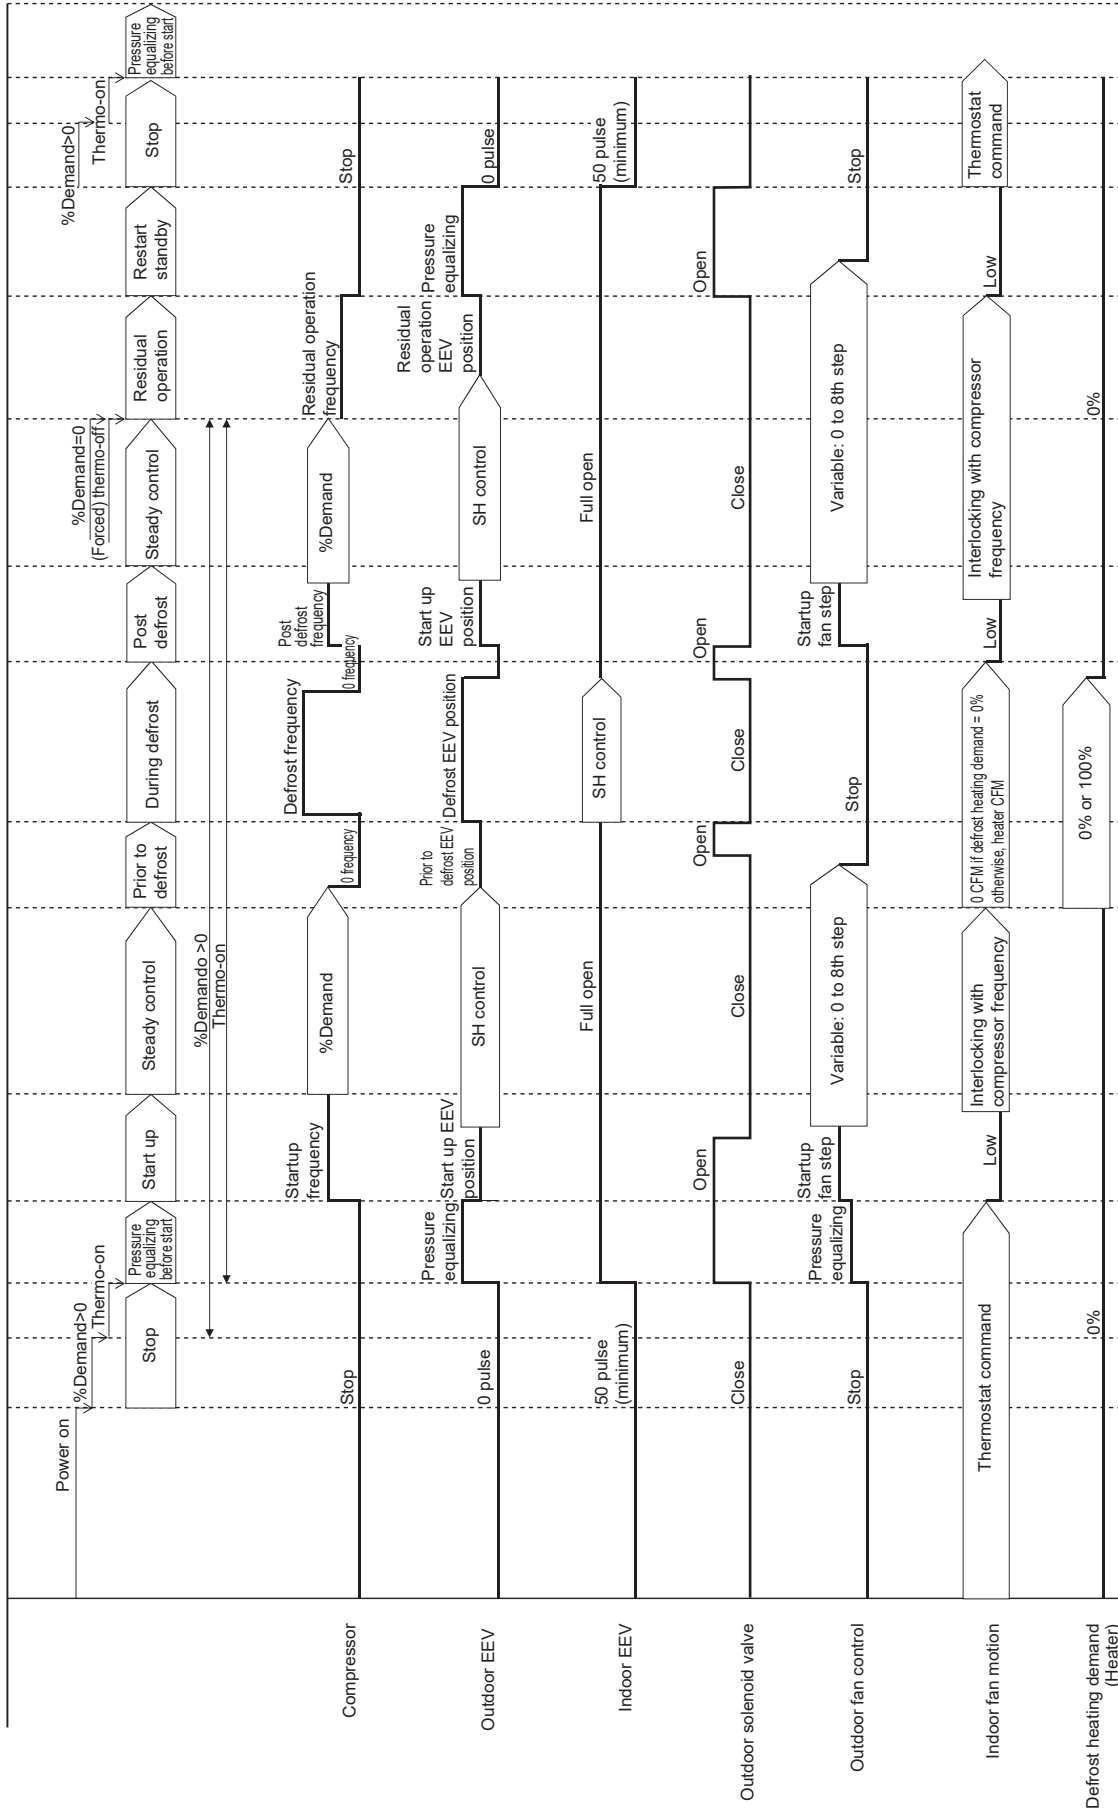 Power on
%Demand>0
Thermo-on
%Demand=0
(Forced) thermo-off
%Demand>0
Thermo-on
Stop
Pressure
equalizing
before start
Start up
Steady control
Prior to
defrost
During defrost
Post
defrost
Steady control
Residual
operation
Restart
standby
Stop
Pressure
equalizing
before start
%Demando >0
Thermo-on
Compressor
Stop
Startup
frequency
%Demand
0 frequency
Defrost frequency
0 frequency
Post
defrost
frequency
%Demand
Residual operation
frequency
Stop
Outdoor EEV
0 pulse
Pressure
equalizing
Start up EEV
position
SH control
Prior to
defrost EEV
position
Defrost EEV position
Start up
EEV
position
SH control
Residual
operation
EEV
position
Pressure
equalizing
0 pulse
Indoor EEV
50 pulse
(minimum)
Full open
SH control
Full open
50 pulse
(minimum)
Outdoor solenoid valve
Close
Open
Close
Open
Close
Open
Close
Open
Outdoor fan control
Stop
Pressure
equalizing
Startup
fan step
Variable: 0 to 8th step
Stop
Startup
fan step
Variable: 0 to 8th step
Stop
Indoor fan motion
Thermostat command
Low
Interlocking with
compressor frequency
0 CFM if defrost heating demand = 0%
otherwise, heater CFM
Low
Interlocking with compressor
frequency
Low
Thermostat
command
Defrost heating demand
(Heater)
0%
0% or 100%
0%